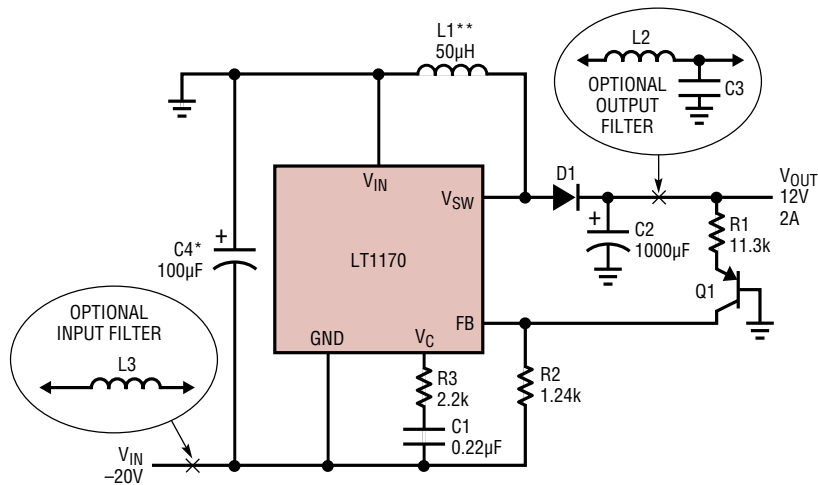 L1**
50µH
L2
OPTIONAL
OUTPUT
FILTER
C3
VIN
VSW
D1
VOUT
12V
2A
C4*
100µF
+
LT1170
+
C2
1000µF
R1
11.3k
Q1
OPTIONAL
INPUT FILTER
L3
GND
VC
FB
R3
2.2k
R2
1.24k
C1
0.22µF
VIN
–20V